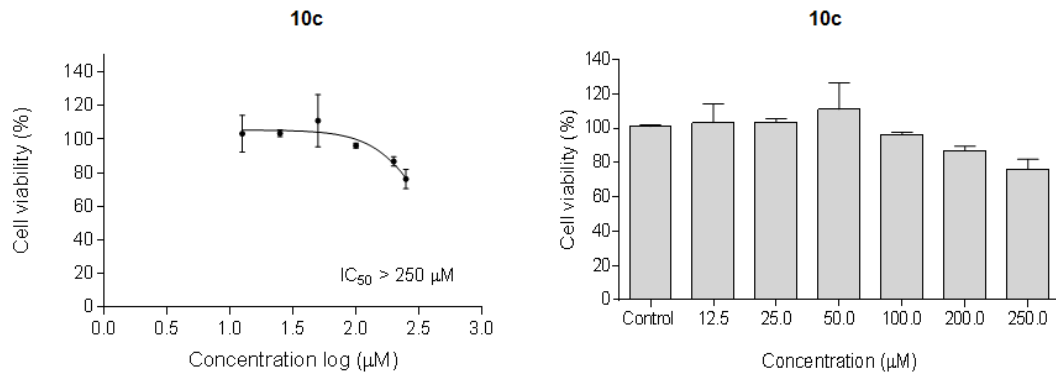 10c
140
120
100
80
60
40
20
0
Cell viability (%)
IC50 > 250 μM
0.0 0.5 1.0 1.5 2.0 2.5 3.0
Concentration log (μM)
10c
140
120
100
80
60
40
20
0
Cell viability (%)
Control 12.5 25.0 50.0 100.0 200.0 250.0
Concentration (μM)